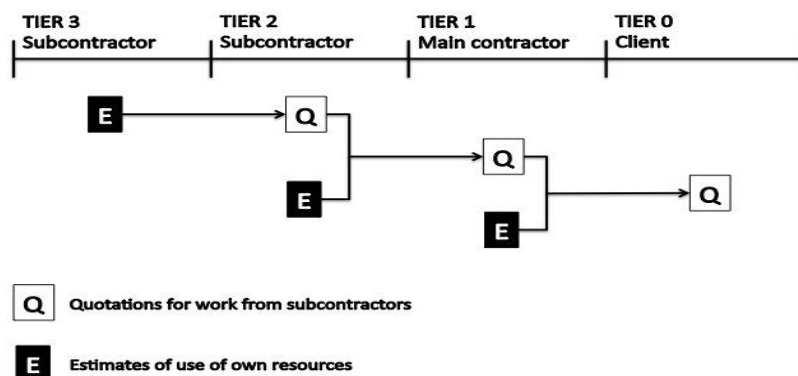 TIER 3
Subcontractor
TIER 2
Subcontractor
TIER 1
Main contractor
TIER 0
Client
E
Q
E
Q
E
Q
Q Quotations for work from subcontractors
E Estimates of use of own resources